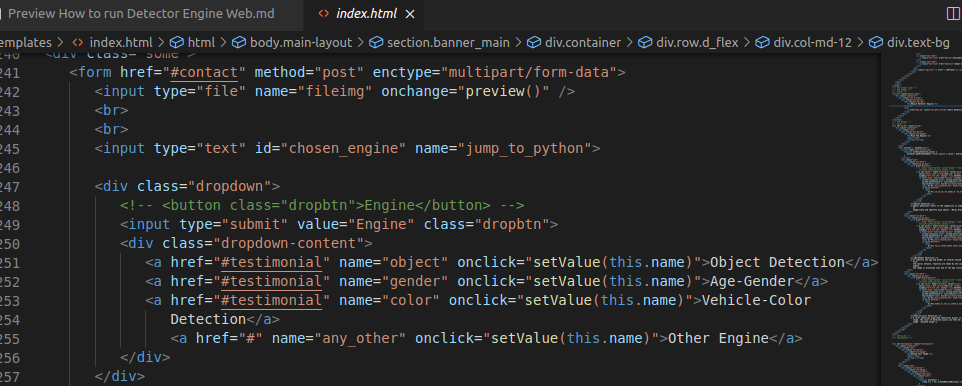 Preview How to run Detector Engine Web.md <> index.html ×
emplates > <> index.html > html > body.main-layout > section.banner_main > div.container > div.row.d_flex > div.col-md-12 > div.text-bg
240 <div class="some">
241 <form href="#contact" method="post" enctype="multipart/form-data">
242 <input type="file" name="fileimg" onchange="preview()" />
243 <br>
244 <br>
245 <input type="text" id="chosen_engine" name="jump_to_python">
246
247 <div class="dropdown">
248 <!-- <button class="dropbtn">Engine</button> -->
249 <input type="submit" value="Engine" class="dropbtn">
250 <div class="dropdown-content">
251 <a href="#testimonial" name="object" onclick="setValue(this.name)">Object Detection</a>
252 <a href="#testimonial" name="gender" onclick="setValue(this.name)">Age-Gender</a>
253 <a href="#testimonial" name="color" onclick="setValue(this.name)">Vehicle-Color
254 Detection</a>
255 <a href="#" name="any_other" onclick="setValue(this.name)">Other Engine</a>
256 </div>
257 </div>